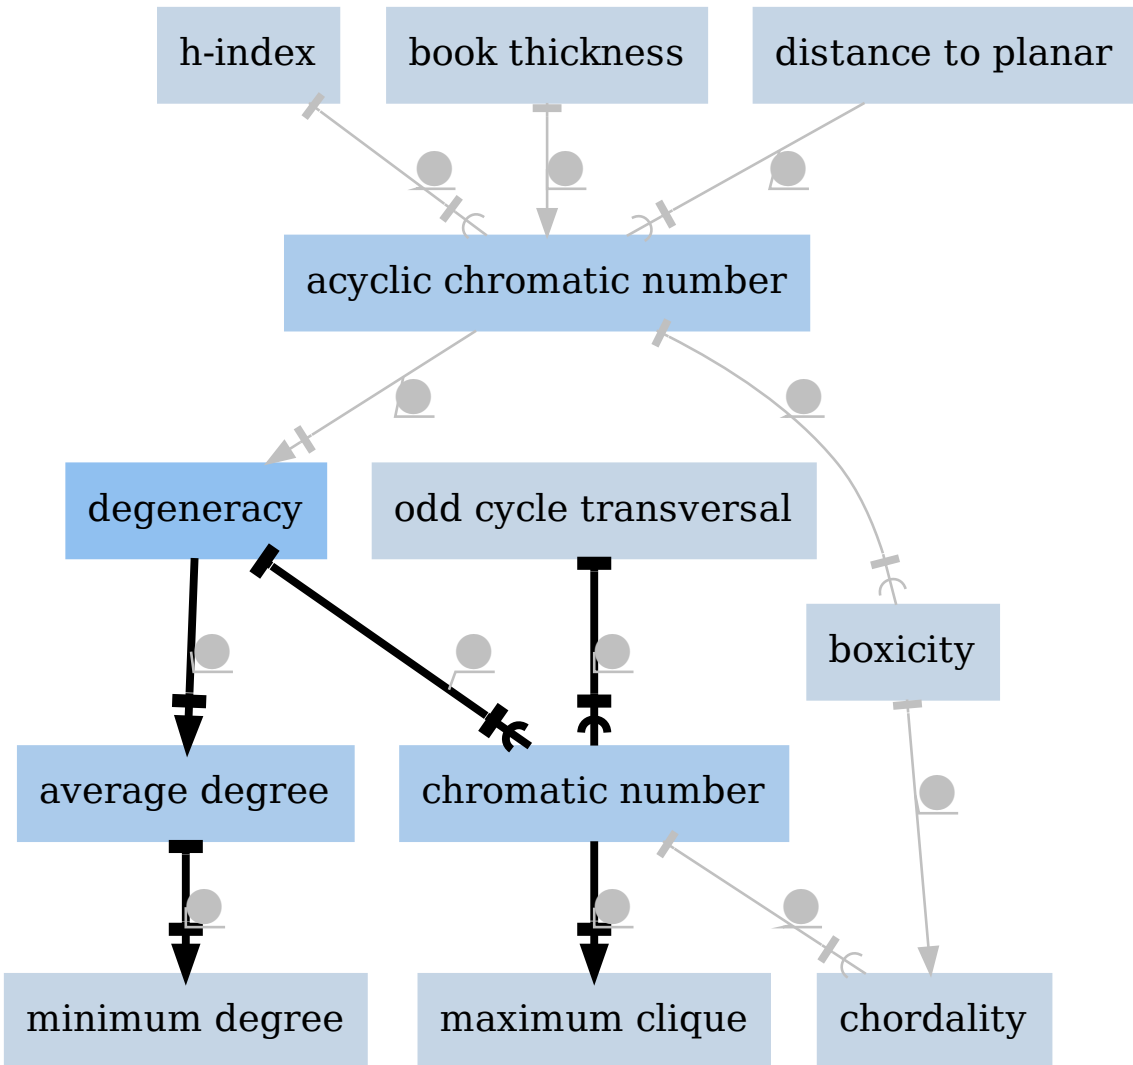 h-index
book thickness
distance to planar
acyclic chromatic number
degeneracy
odd cycle transversal
boxicity
average degree
chromatic number
minimum degree
maximum clique
chordality